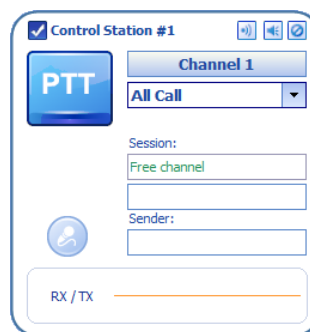 Control Station #1
PTT
Channel 1
All Call
Session:
Free channel
Sender:
RX / TX